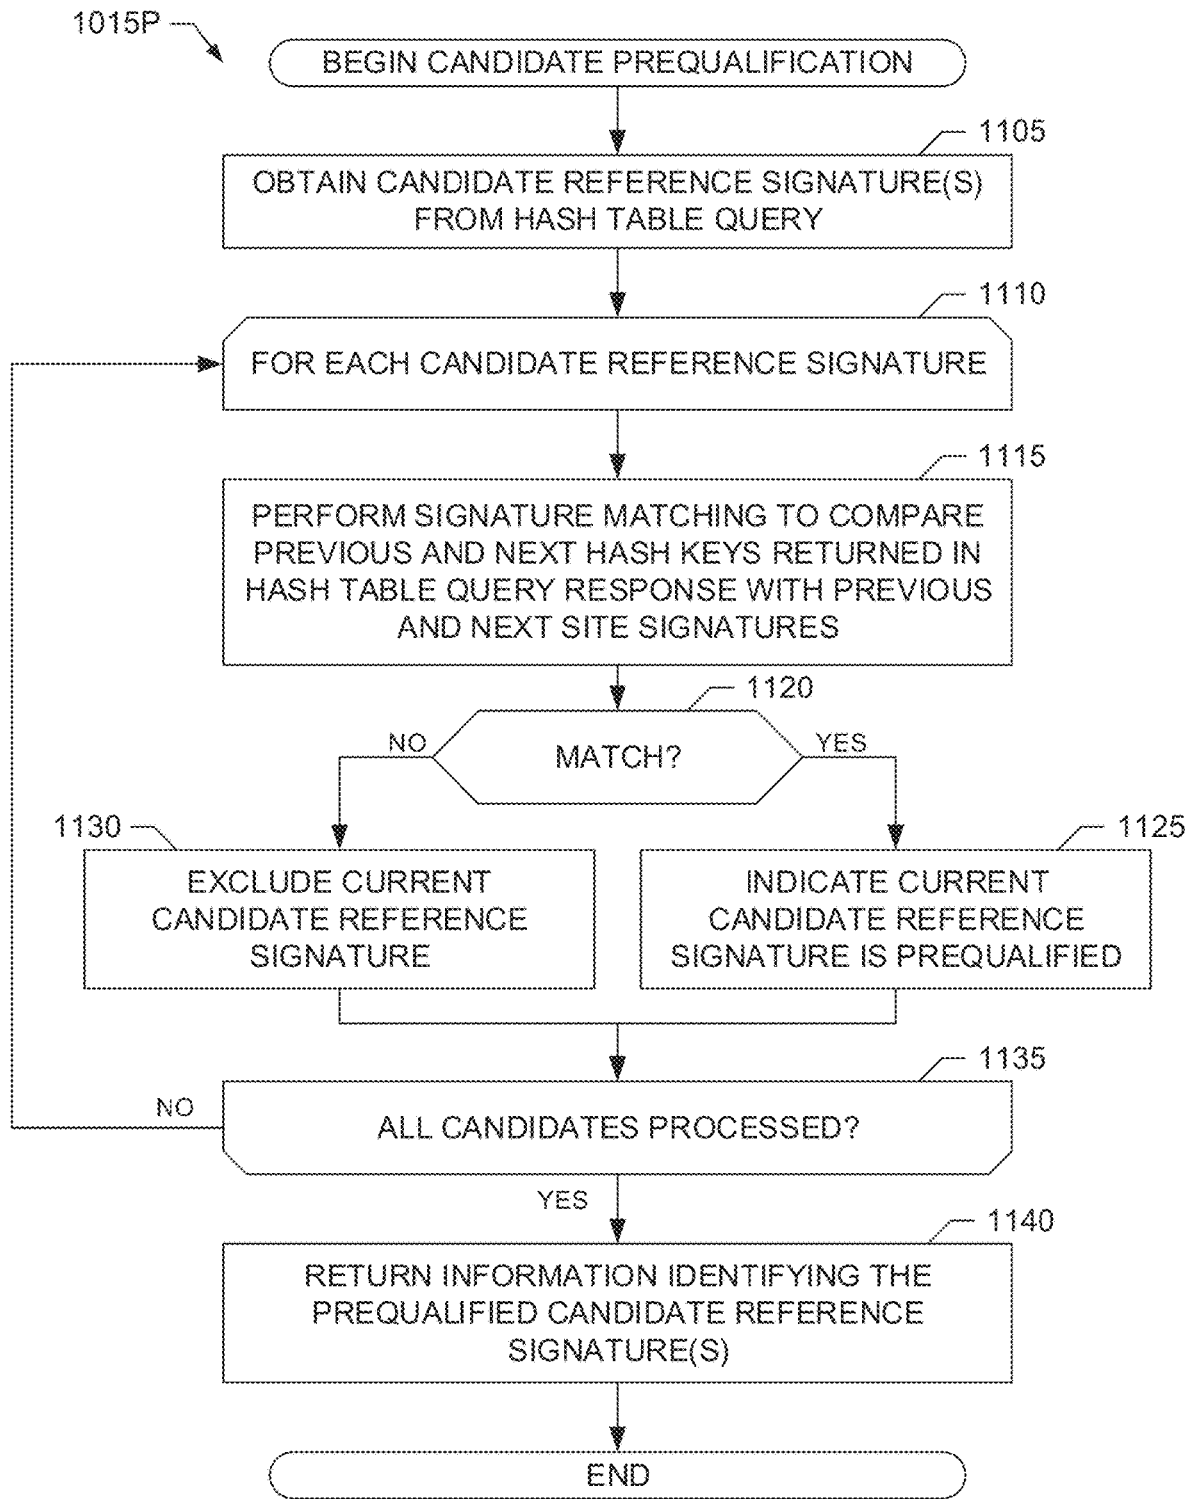 1015P
BEGIN CANDIDATE PREQUALIFICATION
1105
OBTAIN CANDIDATE REFERENCE SIGNATURE(S)
FROM HASH TABLE QUERY
1110
FOR EACH CANDIDATE REFERENCE SIGNATURE
1115
PERFORM SIGNATURE MATCHING TO COMPARE
PREVIOUS AND NEXT HASH KEYS RETURNED IN
HASH TABLE QUERY RESPONSE WITH PREVIOUS
AND NEXT SITE SIGNATURES
1120
NO
MATCH?
YES
1130
EXCLUDE CURRENT
CANDIDATE REFERENCE
SIGNATURE
1125
INDICATE CURRENT
CANDIDATE REFERENCE
SIGNATURE IS PREQUALIFIED
1135
NO
ALL CANDIDATES PROCESSED?
YES
1140
RETURN INFORMATION IDENTIFYING THE
PREQUALIFIED CANDIDATE REFERENCE
SIGNATURE(S)
END